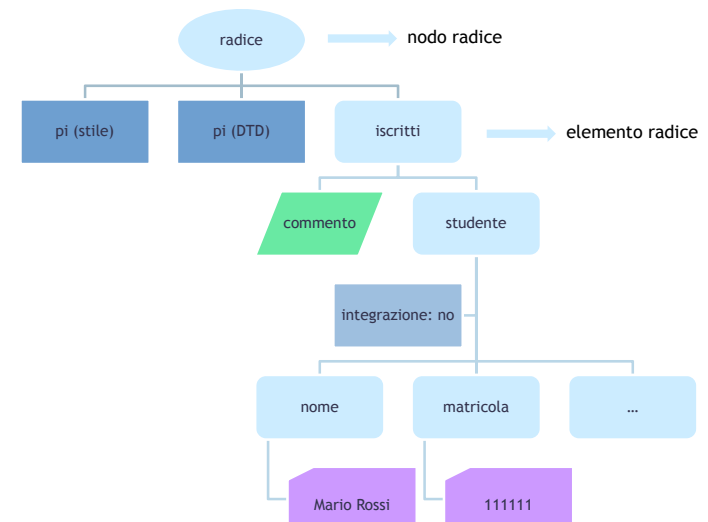 radice
nodo radice
pi (stile)
pi (DTD)
iscritti
elemento radice
commento
studente
integrazione: no
nome
matricola
…
Mario Rossi
111111